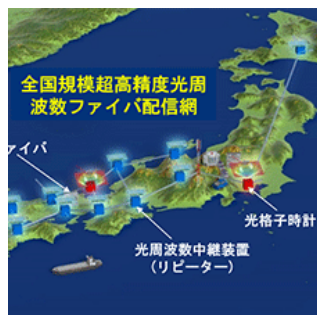 全国規模超高精度光周
波数ファイバ配信網
ァイバ
光格子時計
光周波数中継装置
(リピーター)